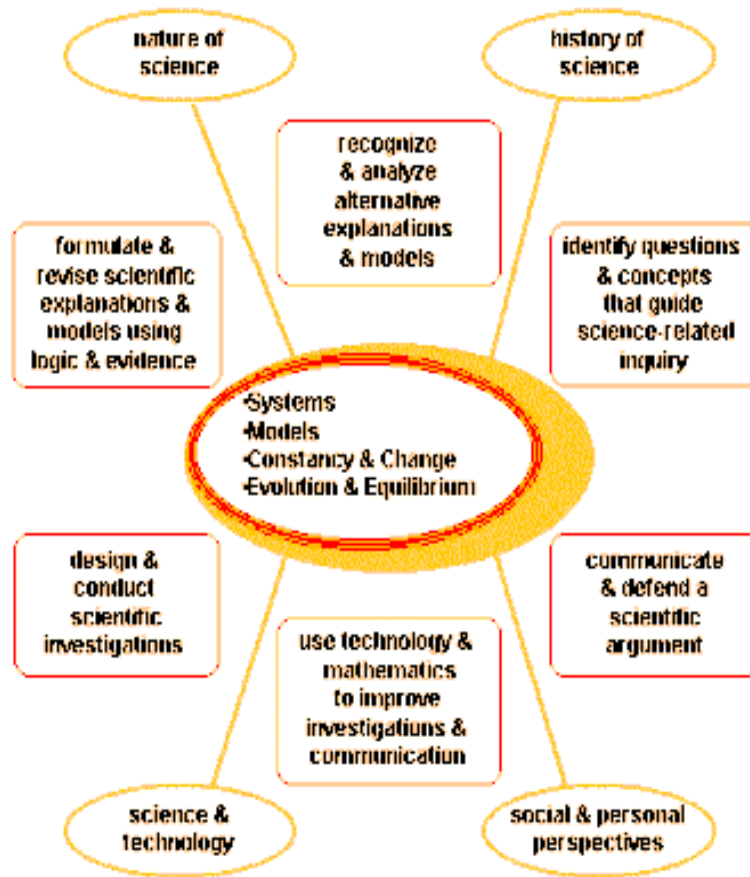 nature of
science
history of
science
recognize
& analyze
alternative
explanations
& models
formulate &
revise scientific
explanations &
models using
logic & evidence
identify questions
& concepts
that guide
science-related
inquiry
•Systems
•Models
•Constancy & Change
•Evolution & Equilibrium
design &
conduct
scientific
investigations
communicate
& defend a
scientific
argument
use technology &
mathematics
to improve
investigations &
communication
science &
technology
social & personal
perspectives